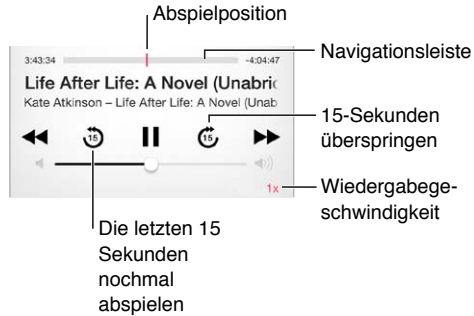 Abspielposition
3:43:34
-4:04:47
Navigationsleiste
Life After Life: A Novel (Unabric
Kate Atkinson – Life After Life: A Novel (Unab
15
15
15-Sekunden
überspringen
1x
Wiedergabege-
schwindigkeit
Die letzten 15
Sekunden
nochmal
abspielen